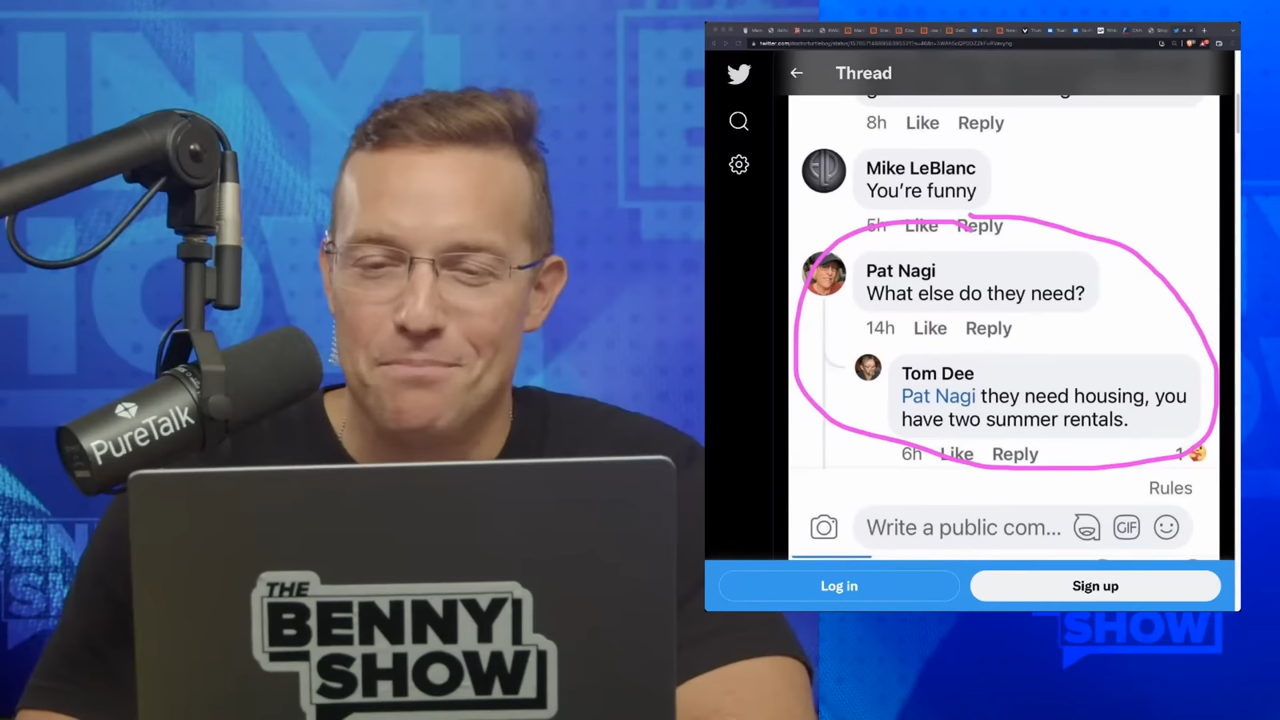 BENNY
SHOW
PureTalk
THE
BENNY
SHOW
Thread
8h Like Reply
Mike LeBlanc
You're funny
5h Like Reply
Pat Nagi
What else do they need?
14h Like Reply
Tom Dee
Pat Nagi they need housing, you
have two summer rentals.
6h Like Reply 1
Rules
Write a public com... GIF
Log in Sign up
SHOW